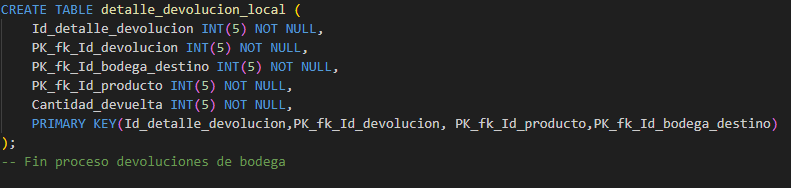 CREATE TABLE detalle_devolucion_local (
Id_detalle_devolucion INT(5) NOT NULL,
PK_fk_Id_devolucion INT(5) NOT NULL,
PK_fk_Id_bodega_destino INT(5) NOT NULL,
PK_fk_Id_producto INT(5) NOT NULL,
Cantidad_devuelta INT(5) NOT NULL,
PRIMARY KEY(Id_detalle_devolucion,PK_fk_Id_devolucion, PK_fk_Id_producto,PK_fk_Id_bodega_destino)
);
-- Fin proceso devoluciones de bodega